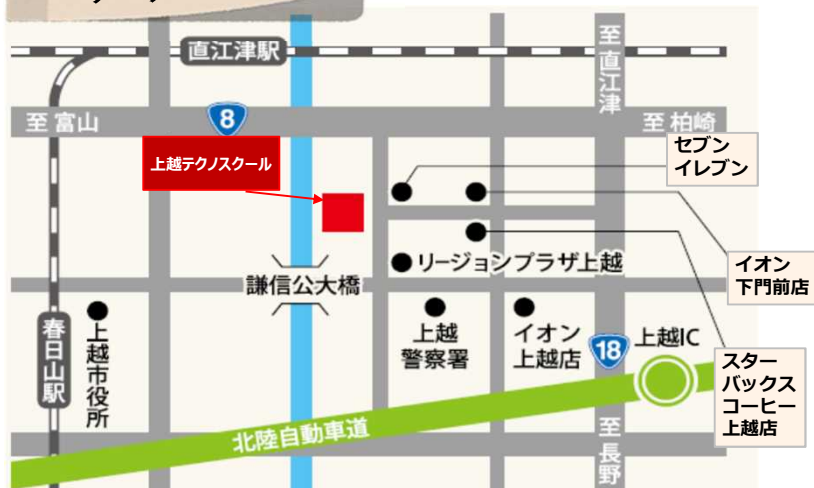 直江津駅
至 直江津
至 富山
8
至 柏崎
上越テクノスクール
セブン
イレブン
リージョンプラザ上越
イオン
下門前店
謙信公大橋
春日山駅
上越市役所
上越
警察署
イオン
上越店
18
上越IC
スター
バックス
コーヒー
上越店
北陸自動車道
至 長野